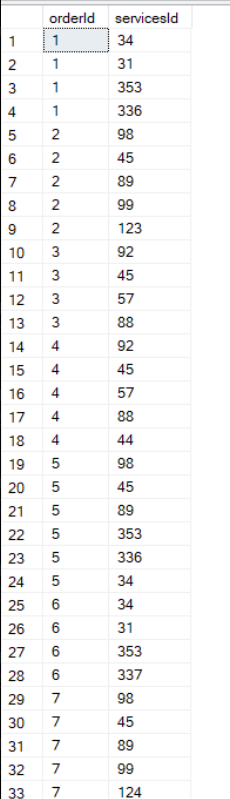 orderId servicesId
1 1 34
2 1 31
3 1 353
4 1 336
5 2 98
6 2 45
7 2 89
8 2 99
9 2 123
10 3 92
11 3 45
12 3 57
13 3 88
14 4 92
15 4 45
16 4 57
17 4 88
18 4 44
19 5 98
20 5 45
21 5 89
22 5 353
23 5 336
24 5 34
25 6 34
26 6 31
27 6 353
28 6 337
29 7 98
30 7 45
31 7 89
32 7 99
33 7 124